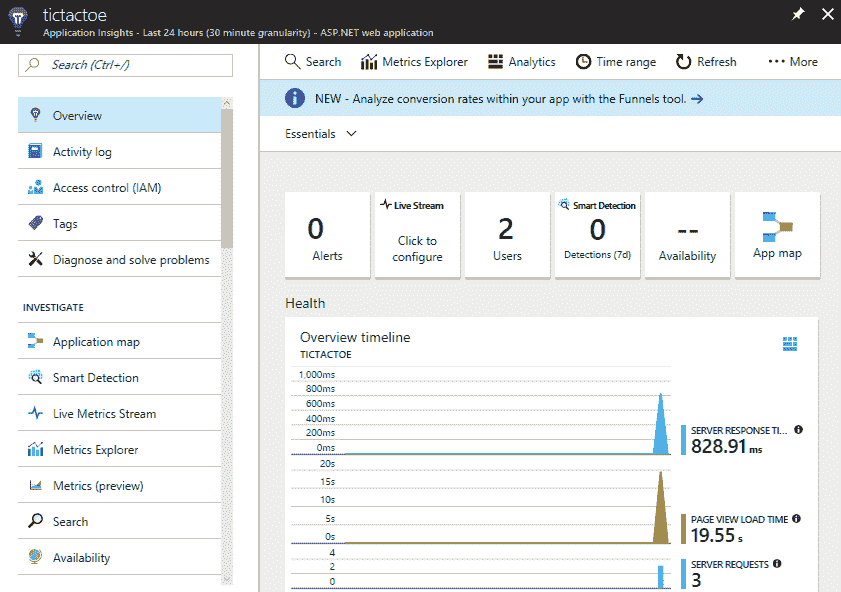 tictactoe
Application Insights - Last 24 hours (30 minute granularity) - ASP.NET web application
Search (Ctrl+/)
Overview
Activity log
Access control (IAM)
Tags
Diagnose and solve problems
INVESTIGATE
Application map
Smart Detection
Live Metrics Stream
Metrics Explorer
Metrics (preview)
Search
Availability
Search Metrics Explorer Analytics Time range Refresh ••• More
NEW - Analyze conversion rates within your app with the Funnels tool. →
Essentials
0
Alerts
Live Stream
Click to
configure
2
Users
Smart Detection
0
Detections (7d)
--
Availability
App map
Health
Overview timeline
TICTACTOE
1,000ms
800ms
600ms
400ms
200ms
0ms
SERVER RESPONSE TI...
828.91 ms
20s
15s
10s
5s
0s
PAGE VIEW LOAD TIME
19.55 s
4
2
0
SERVER REQUESTS
3